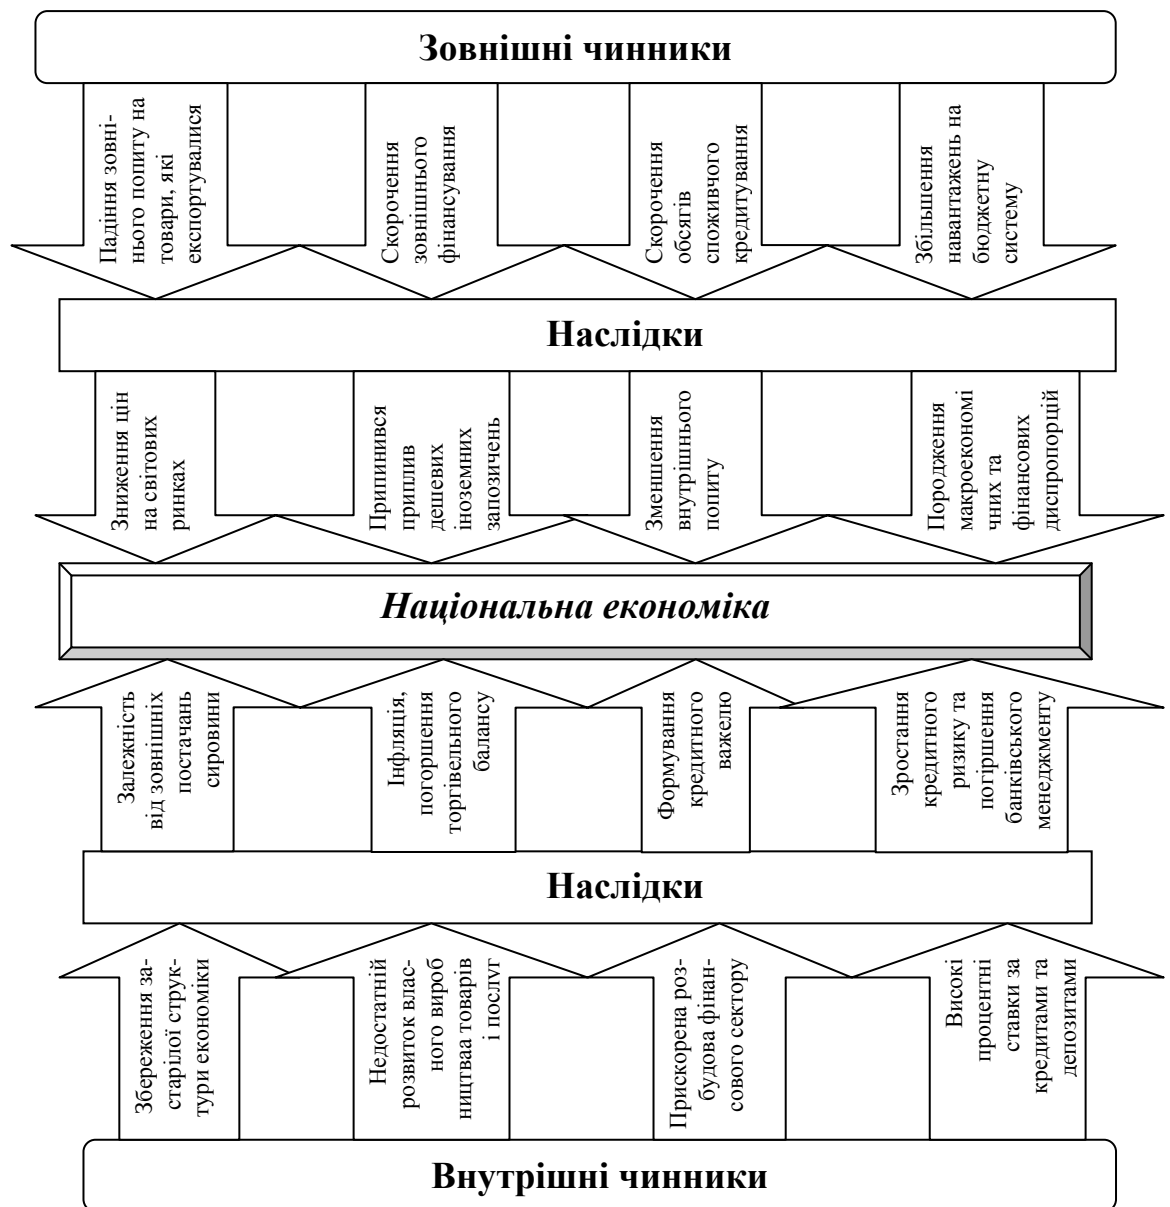 Зовнішні чинники
Падіння зовні-
нього попиту на
товари, які
експортувалися
Скорочення
зовнішнього
фінансування
Скорочення
обсягів
споживчого
кредитування
Збільшення
навантажень на
бюджетну
систему
Наслідки
Зниження цін
на світових
ринках
Припинився
приплив
дешевих
іноземних
запозичень
Зменшення
внутрішнього
попиту
Породження
макроекономі
чних та
фінансових
диспропорцій
Національна економіка
Залежність
від зовнішніх
постачань
сировини
Інфляція,
погоршення
торгівельного
балансу
Формування
кредитного
важелю
Зростання
кредитного
ризику та
погіршення
банківського
менеджменту
Наслідки
Збереження за-
старілої струк-
тури економіки
Недостатній
розвиток влас-
ного вироб
ництваа товарів
і послуг
Прискорена роз-
будова фінан-
сового сектору
Високі
процентні
ставки за
кредитами та
депозитами
Внутрішні чинники